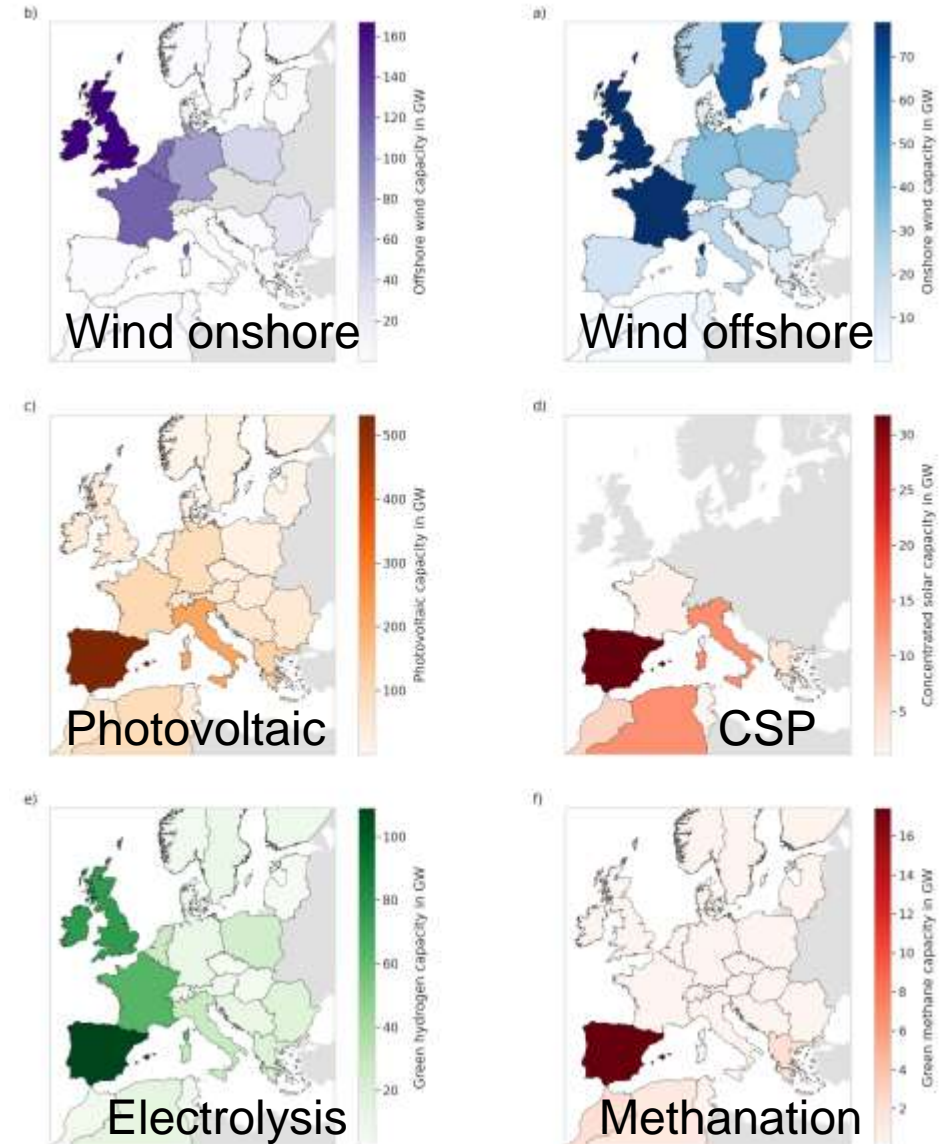 b)
160
140
120
100
80
60
40
20
Offshore wind capacity in GW
Wind onshore
a)
70
60
50
40
30
20
10
Onshore wind capacity in GW
Wind offshore
c)
500
400
300
200
100
Photovoltaic capacity in GW
Photovoltaic
d)
30
25
20
15
10
5
Concentrated solar capacity in GW
CSP
e)
100
80
60
40
20
Green hydrogen capacity in GW
Electrolysis
f)
16
14
12
10
8
6
4
2
Green methane capacity in GW
Methanation